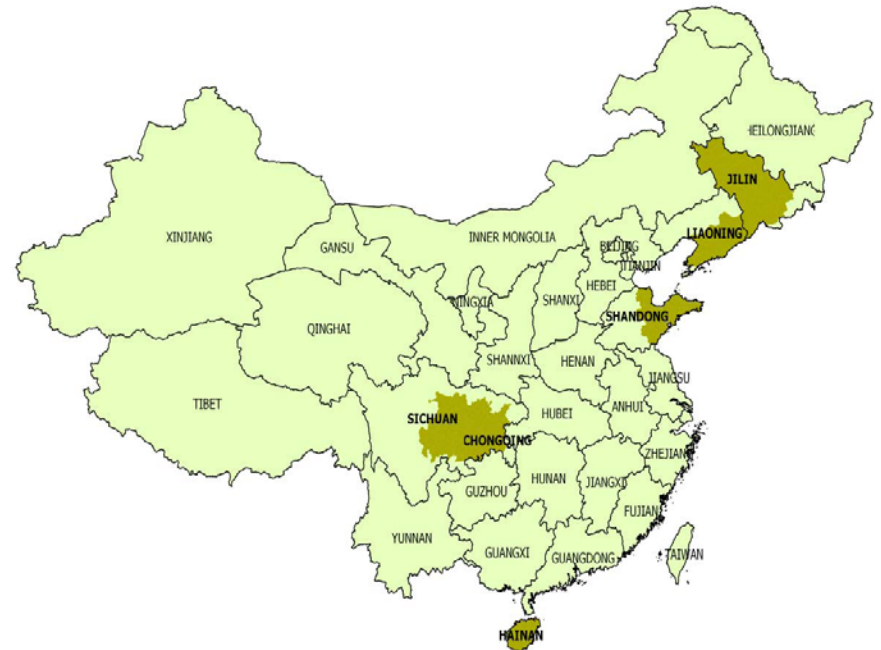 HEILONGJIANG
JILIN
XINJIANG
GANSU
INNER MONGOLIA
LIAONING
BEIJING
TIANJIN
NINGXIA
SHANXI
HEBEI
QINGHAI
SHANDONG
SHANNXI
HENAN
JIANGSU
TIBET
SICHUAN
HUBEI
ANHUI
CHONGQING
ZHEJIANG
GUZHOU
HUNAN
JIANGXI
FUJIAN
YUNNAN
GUANGXI
GUANGDONG
TAIWAN
HAINAN